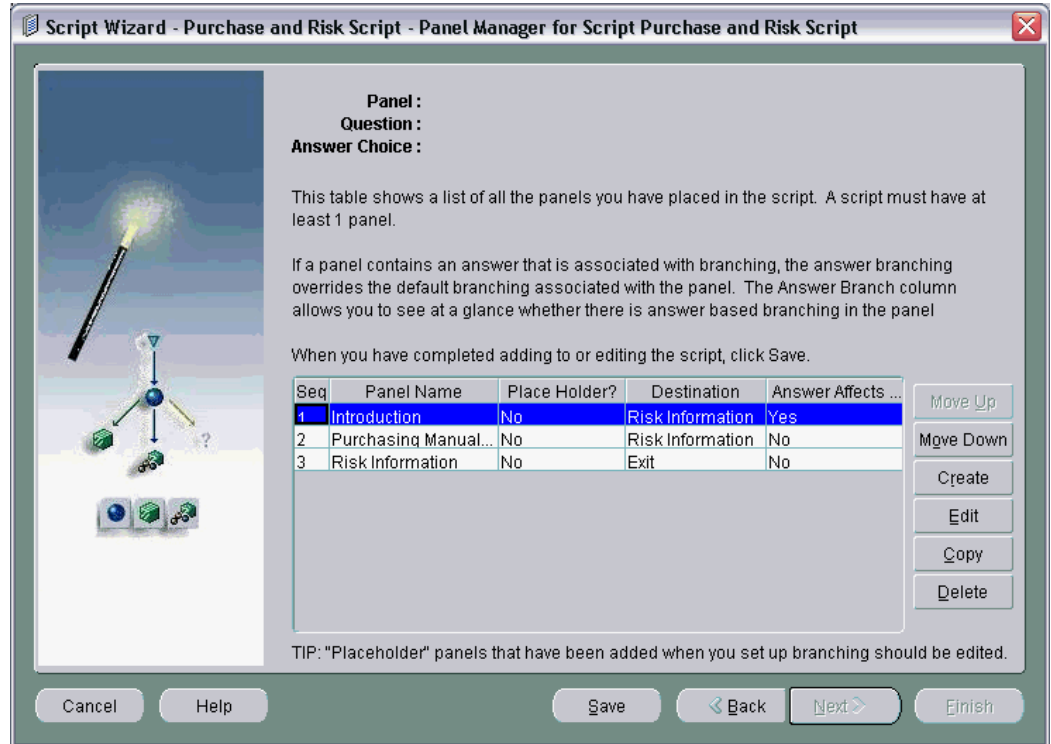 Script Wizard - Purchase and Risk Script - Panel Manager for Script Purchase and Risk Script
Panel :
Question :
Answer Choice :
This table shows a list of all the panels you have placed in the script. A script must have at
least 1 panel.
If a panel contains an answer that is associated with branching, the answer branching
overrides the default branching associated with the panel. The Answer Branch column
allows you to see at a glance whether there is answer based branching in the panel
When you have completed adding to or editing the script, click Save.
Seq Panel Name Place Holder? Destination Answer Affects ...
1 Introduction No Risk Information Yes
2 Purchasing Manual... No Risk Information No
3 Risk Information No Exit No
Move Up
Move Down
Create
Edit
Copy
Delete
?
TIP: "Placeholder" panels that have been added when you set up branching should be edited.
Cancel Help Save Back Next Finish